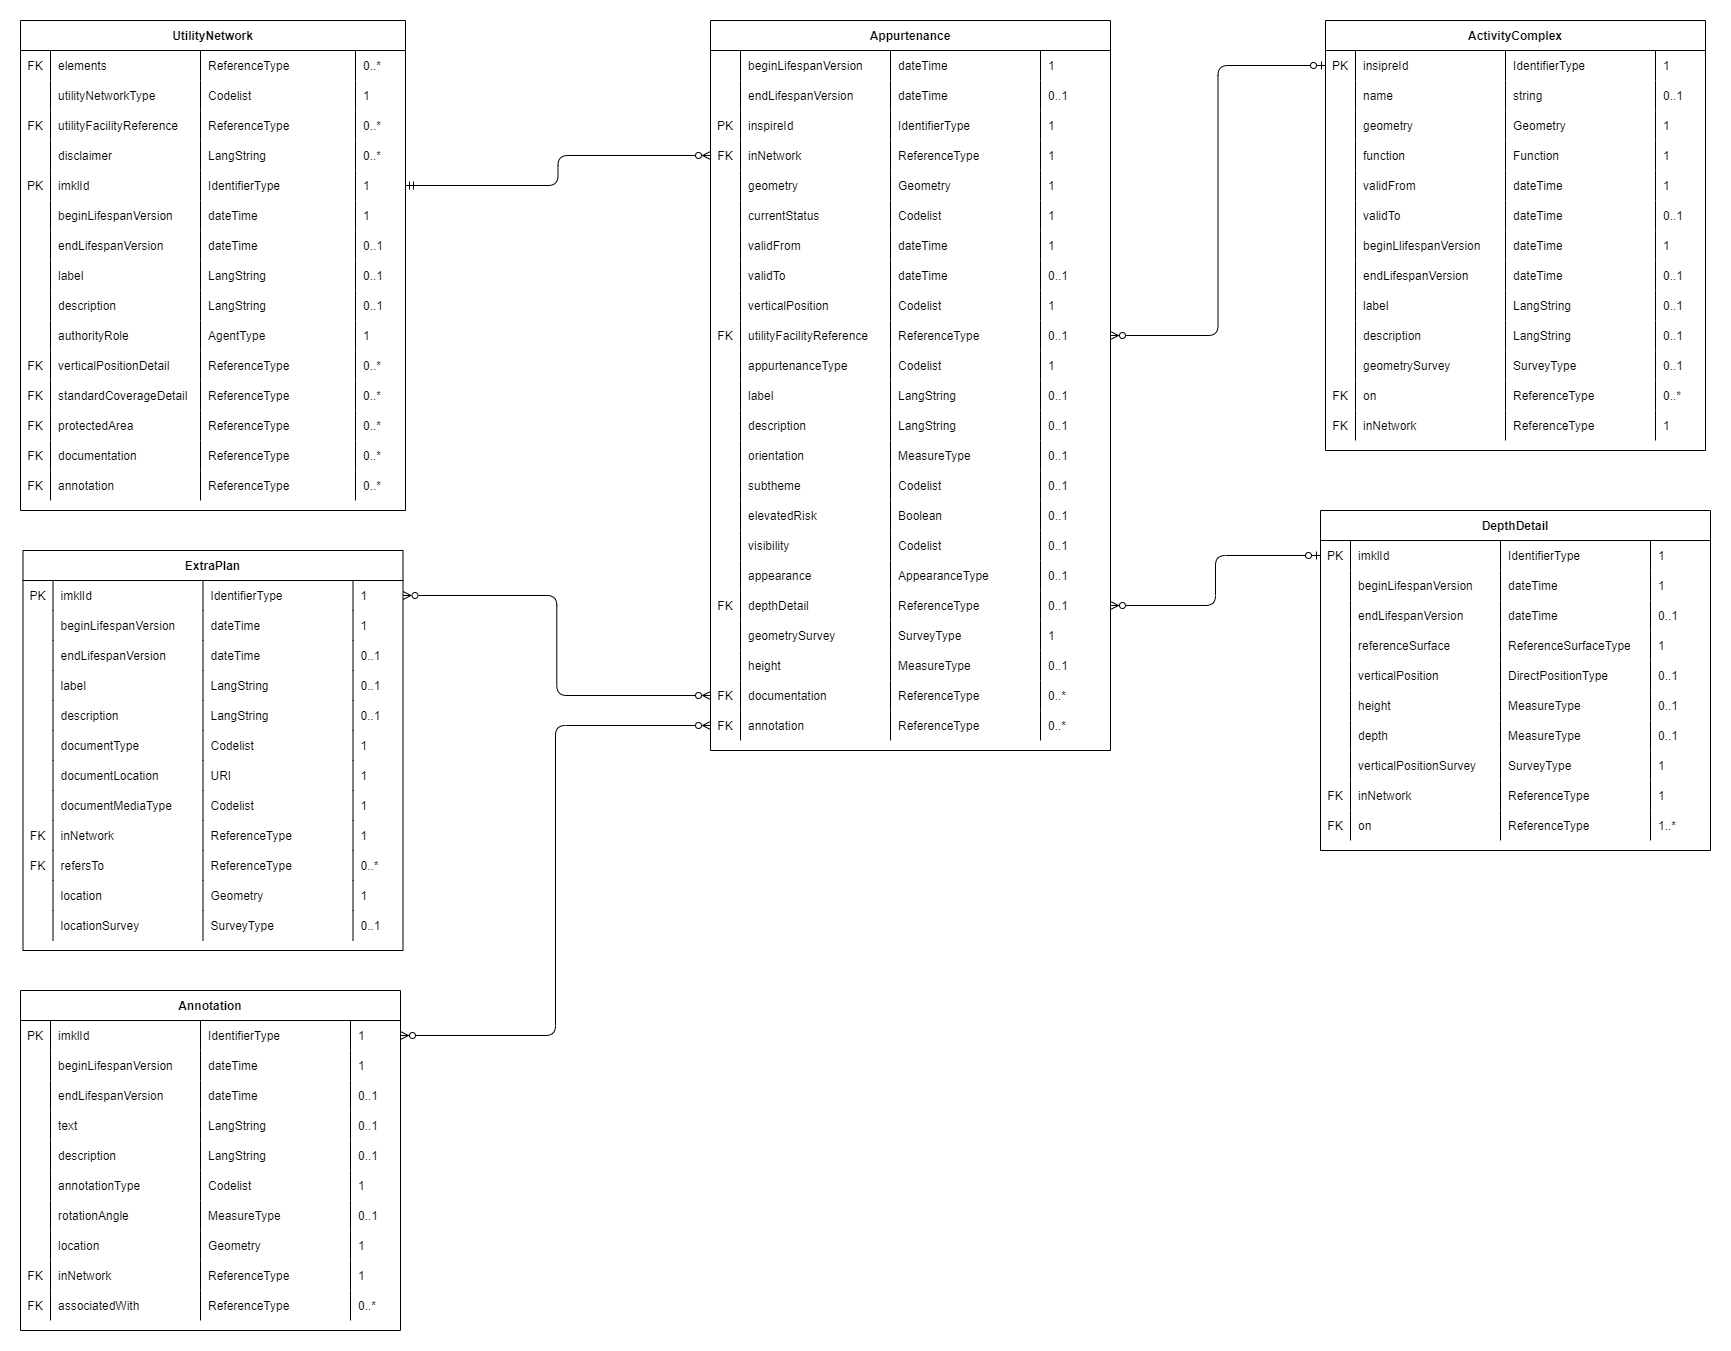 UtilityNetwork
FK elements ReferenceType 0..*
utilityNetworkType Codelist 1
FK utilityFacilityReference ReferenceType 0..*
disclaimer LangString 0..*
PK imklId IdentifierType 1
beginLifespanVersion dateTime 1
endLifespanVersion dateTime 0..1
label LangString 0..1
description LangString 0..1
authorityRole AgentType 1
FK verticalPositionDetail ReferenceType 0..*
FK standardCoverageDetail ReferenceType 0..*
FK protectedArea ReferenceType 0..*
FK documentation ReferenceType 0..*
FK annotation ReferenceType 0..*
ExtraPlan
PK imklId IdentifierType 1
beginLifespanVersion dateTime 1
endLifespanVersion dateTime 0..1
label LangString 0..1
description LangString 0..1
documentType Codelist 1
documentLocation URI 1
documentMediaType Codelist 1
FK inNetwork ReferenceType 1
FK refersTo ReferenceType 0..*
location Geometry 1
locationSurvey SurveyType 0..1
Annotation
PK imklId IdentifierType 1
beginLifespanVersion dateTime 1
endLifespanVersion dateTime 0..1
text LangString 0..1
description LangString 0..1
annotationType Codelist 1
rotationAngle MeasureType 0..1
location Geometry 1
FK inNetwork ReferenceType 1
FK associatedWith ReferenceType 0..*
Appurtenance
beginLifespanVersion dateTime 1
endLifespanVersion dateTime 0..1
PK inspireId IdentifierType 1
FK inNetwork ReferenceType 1
geometry Geometry 1
currentStatus Codelist 1
validFrom dateTime 1
validTo dateTime 0..1
verticalPosition Codelist 1
FK utilityFacilityReference ReferenceType 0..1
appurtenanceType Codelist 1
label LangString 0..1
description LangString 0..1
orientation MeasureType 0..1
subtheme Codelist 0..1
elevatedRisk Boolean 0..1
visibility Codelist 0..1
appearance AppearanceType 0..1
FK depthDetail ReferenceType 0..1
geometrySurvey SurveyType 1
height MeasureType 0..1
FK documentation ReferenceType 0..*
FK annotation ReferenceType 0..*
ActivityComplex
PK insipreId IdentifierType 1
name string 0..1
geometry Geometry 1
function Function 1
validFrom dateTime 1
validTo dateTime 0..1
beginLlifespanVersion dateTime 1
endLifespanVersion dateTime 0..1
label LangString 0..1
description LangString 0..1
geometrySurvey SurveyType 0..1
FK on ReferenceType 0..*
FK inNetwork ReferenceType 1
DepthDetail
PK imklId IdentifierType 1
beginLifespanVersion dateTime 1
endLifespanVersion dateTime 0..1
referenceSurface ReferenceSurfaceType 1
verticalPosition DirectPositionType 0..1
height MeasureType 0..1
depth MeasureType 0..1
verticalPositionSurvey SurveyType 1
FK inNetwork ReferenceType 1
FK on ReferenceType 1..*